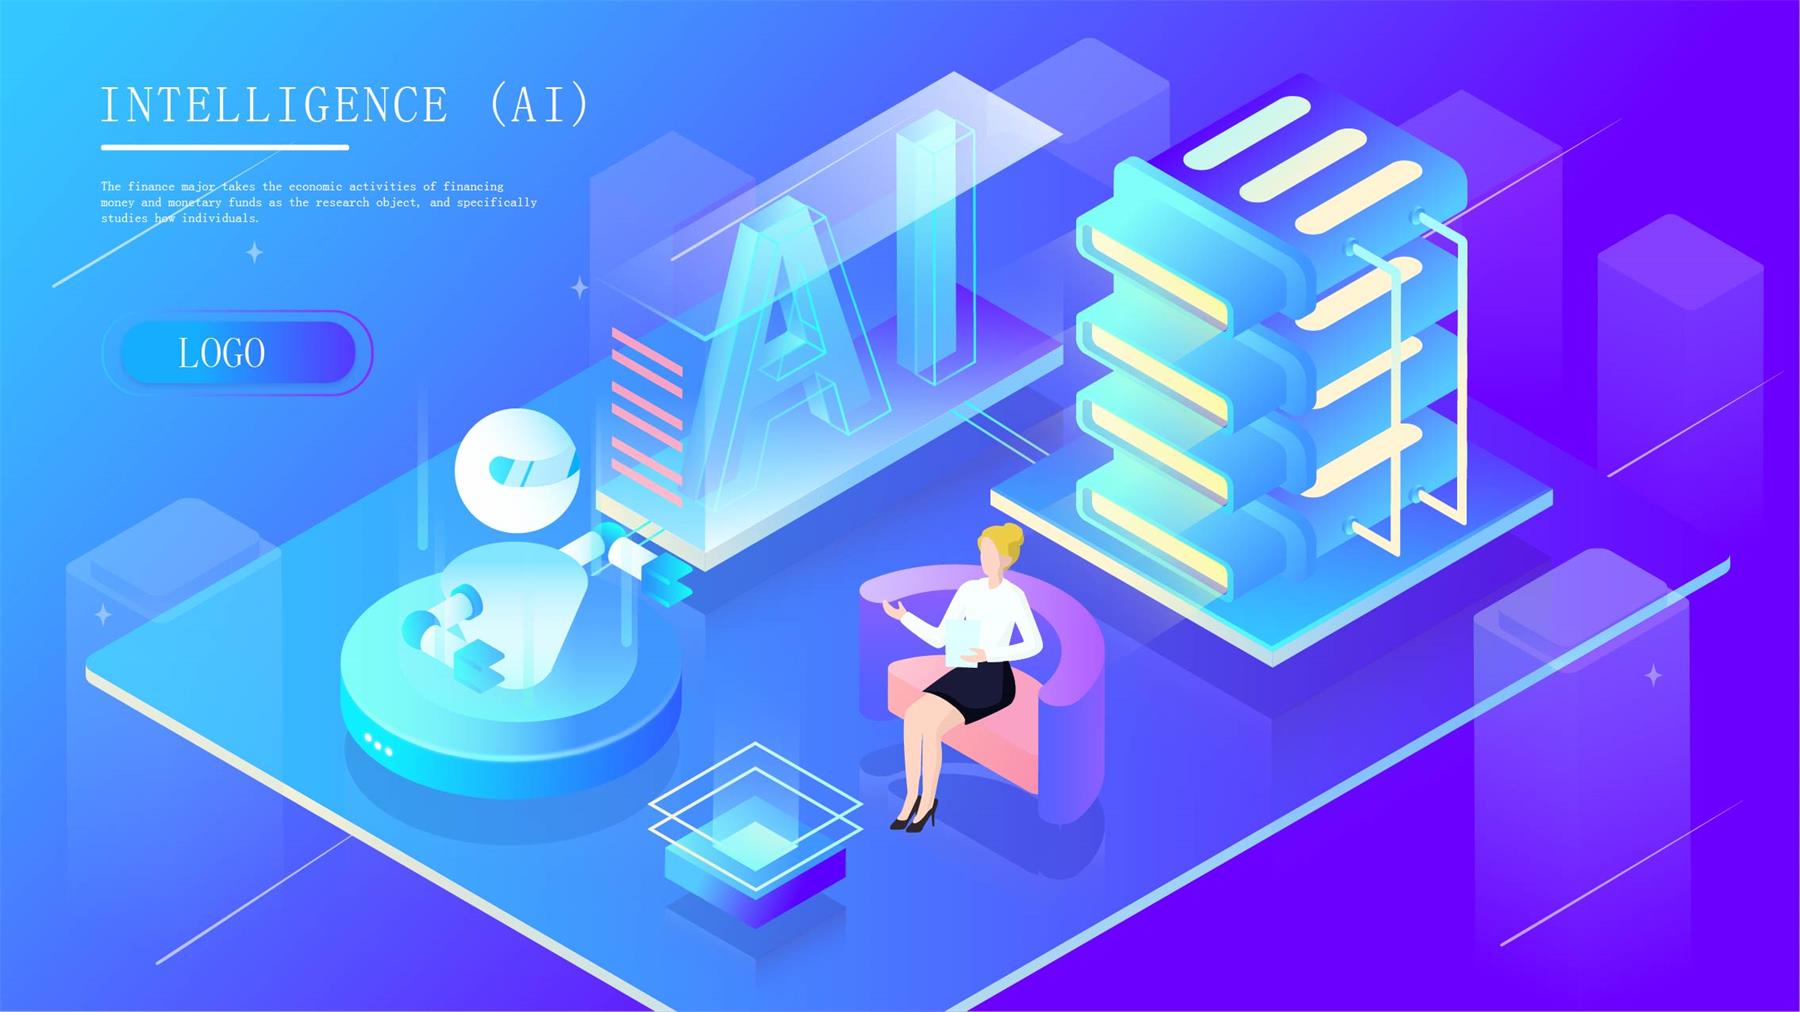 INTELLIGENCE (AI)
The finance major takes the economic activities of financing
money and monetary funds as the research object, and specifically
studies how individuals.
LOGO
AI